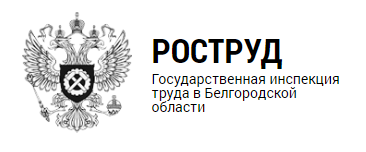 РОСТРУД
Государственная инспекция
труда в Белгородской
области